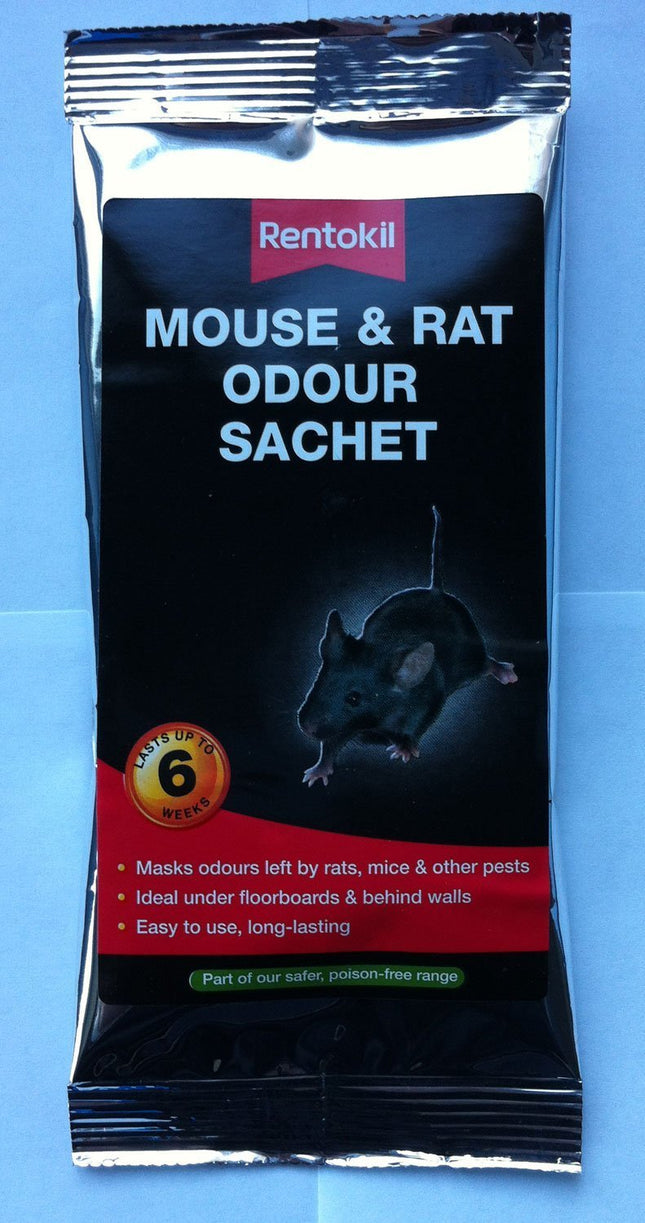 Rentokil
MOUSE & RAT
ODOUR
SACHET
LASTS UP TO
6
WEEKS
• Masks odours left by rats, mice & other pests
• Ideal under floorboards & behind walls
• Easy to use, long-lasting
Part of our safer, poison-free range